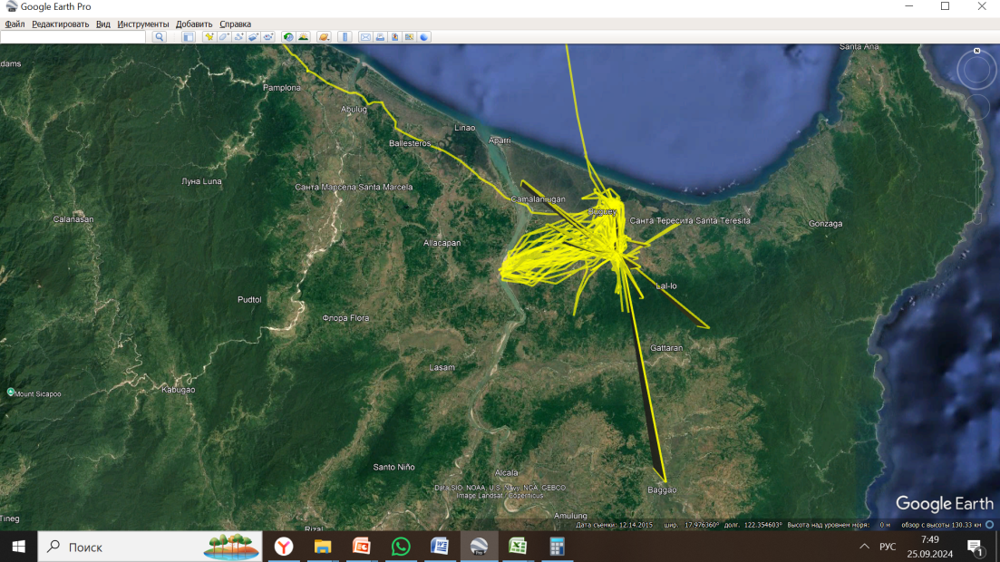 Google Earth Pro
Файл Редактировать Вид Инструменты Добавить Справка
Santa Ana
dams
Pamplona
Abulug
Linao
Aparri
Ballesteros
Луна Luna
Санта Марсела Santa Marcela
Camalaniugan
Buguey
Санта Тересита Santa Teresita
Gonzaga
Calanasan
Allacapan
Lal-lo
Pudtol
Флора Flora
Gattaran
Lasam
Kabugao
Mount Sicapoo
Santo Niño
Alcala
Data SIO, NOAA, U.S. Navy, NGA, GEBCO
Image Landsat / Copernicus
Baggao
Google Earth
Tineg
Amulung
Rizal
Дата съемки: 12.14.2015 шир. 17.976360° долг. 122.354603° Высота над уровнем моря: 0 м обзор с высоты 130.33 км
Поиск
РУС
7:49
25.09.2024
1